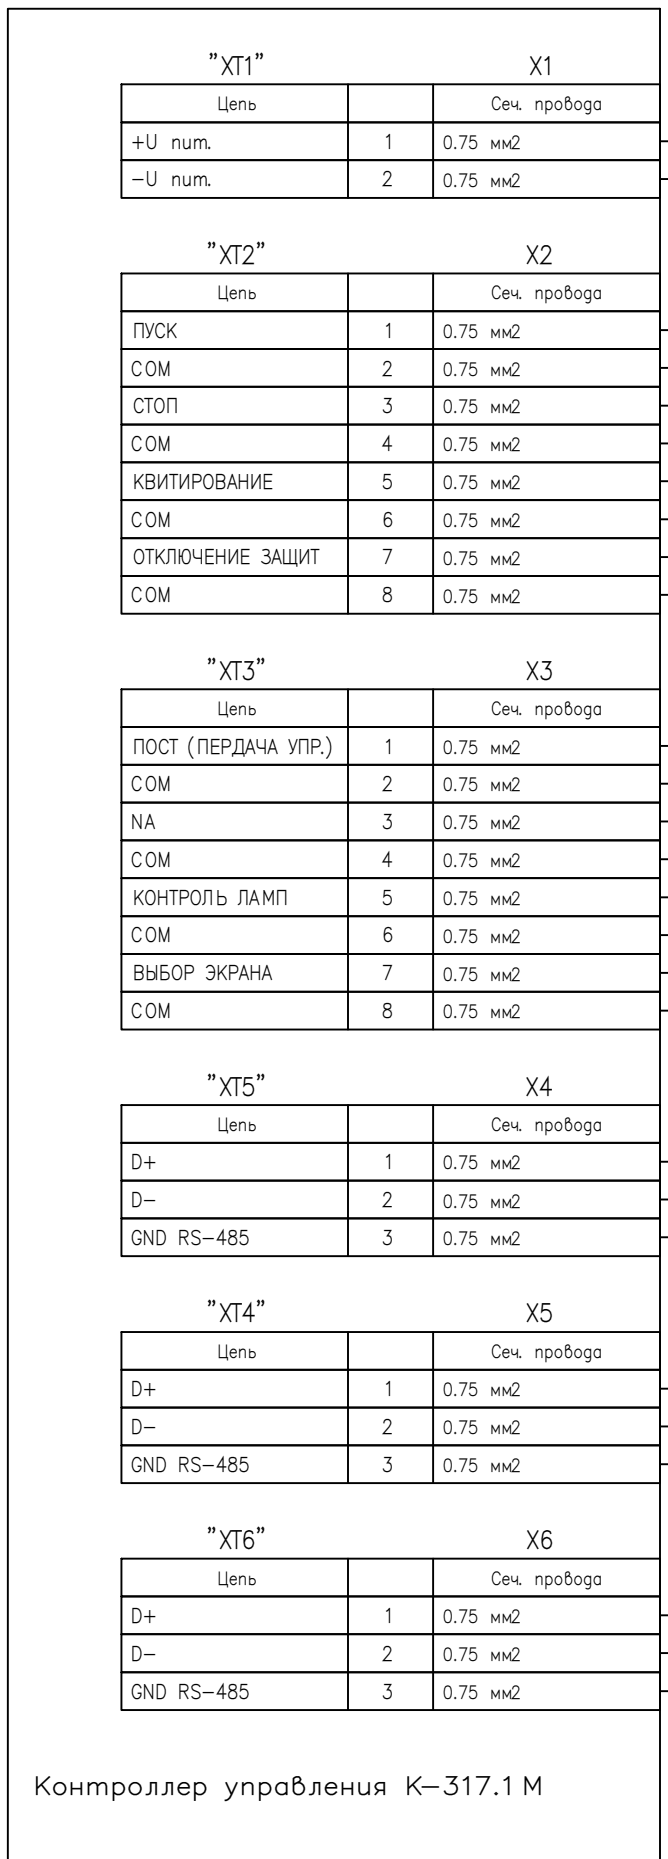 "XT1" X1
Цепь Сеч. провода
+U пит. 1 0.75 мм2
–U пит. 2 0.75 мм2
"XT2" X2
Цепь Сеч. провода
ПУСК 1 0.75 мм2
COM 2 0.75 мм2
СТОП 3 0.75 мм2
COM 4 0.75 мм2
КВИТИРОВАНИЕ 5 0.75 мм2
COM 6 0.75 мм2
ОТКЛЮЧЕНИЕ ЗАЩИТ 7 0.75 мм2
COM 8 0.75 мм2
"XT3" X3
Цепь Сеч. провода
ПОСТ (ПЕРДАЧА УПР.) 1 0.75 мм2
COM 2 0.75 мм2
NA 3 0.75 мм2
COM 4 0.75 мм2
КОНТРОЛЬ ЛАМП 5 0.75 мм2
COM 6 0.75 мм2
ВЫБОР ЭКРАНА 7 0.75 мм2
COM 8 0.75 мм2
"XT5" X4
Цепь Сеч. провода
D+ 1 0.75 мм2
D– 2 0.75 мм2
GND RS–485 3 0.75 мм2
"XT4" X5
Цепь Сеч. провода
D+ 1 0.75 мм2
D– 2 0.75 мм2
GND RS–485 3 0.75 мм2
"XT6" X6
Цепь Сеч. провода
D+ 1 0.75 мм2
D– 2 0.75 мм2
GND RS–485 3 0.75 мм2
Контроллер управления К–317.1М